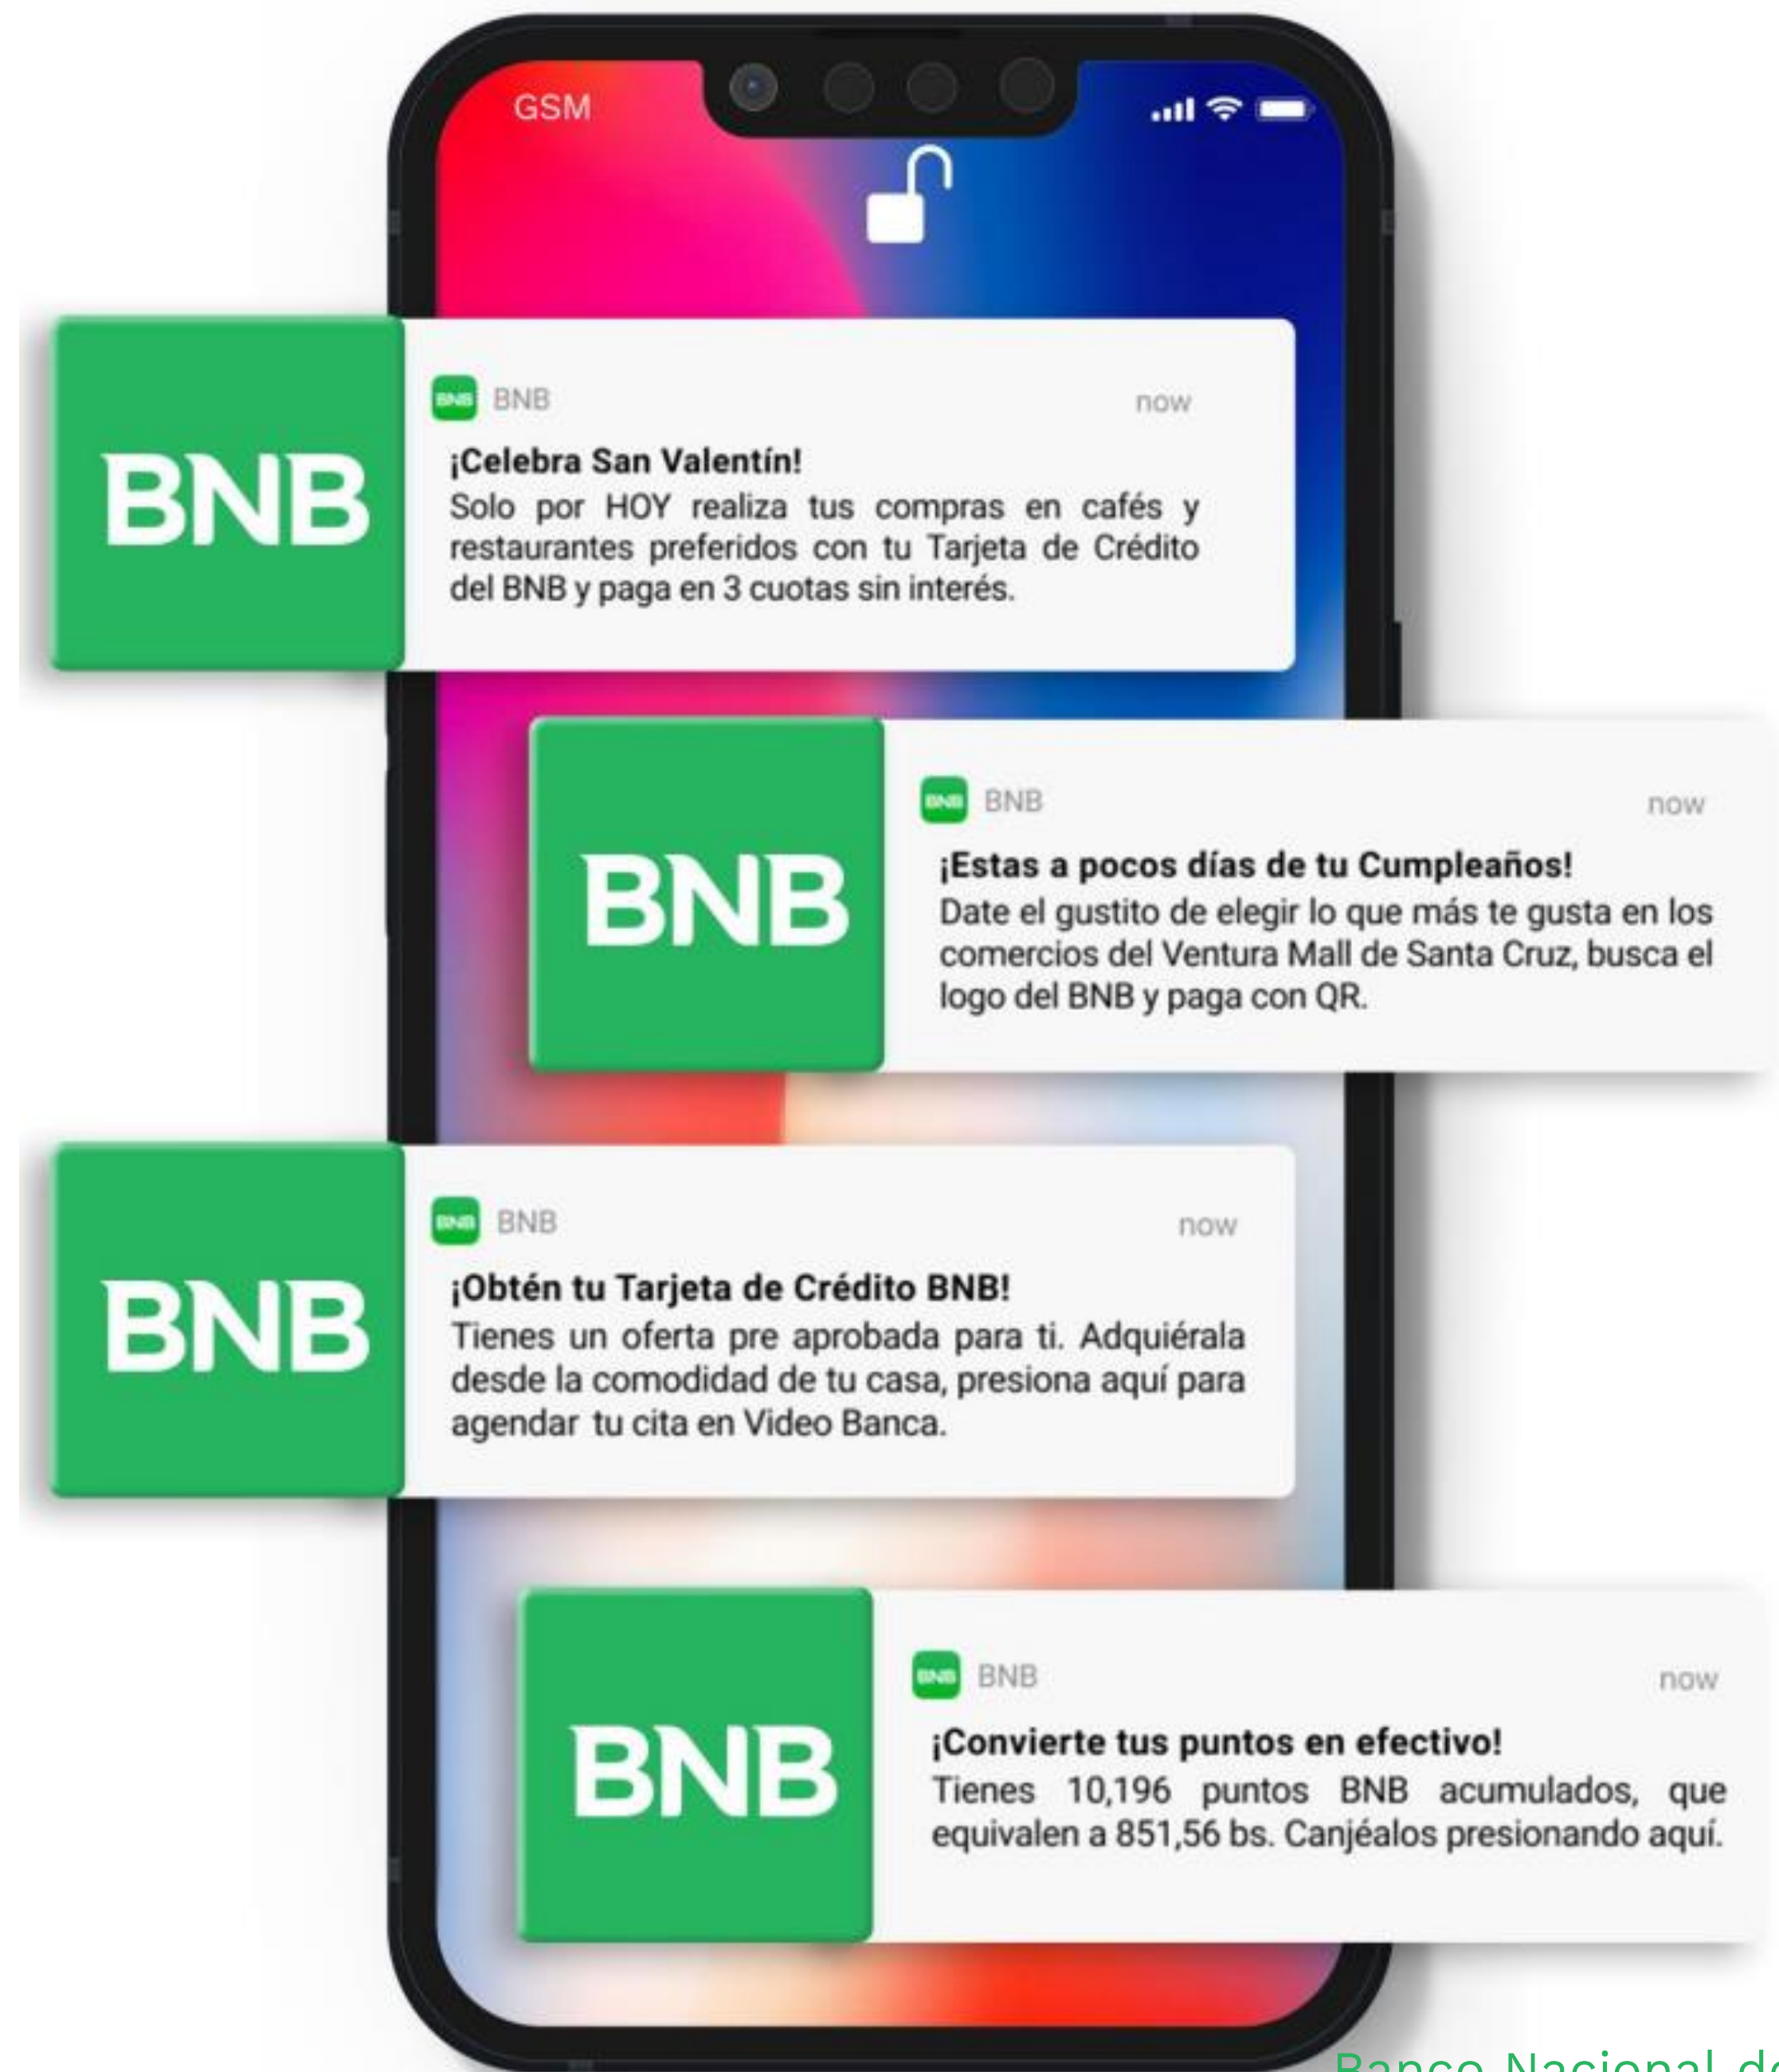 GSM
BNB
BNB BNB now
¡Celebra San Valentín!
Solo por HOY realiza tus compras en cafés y
restaurantes preferidos con tu Tarjeta de Crédito
del BNB y paga en 3 cuotas sin interés.
BNB
BNB BNB now
¡Estas a pocos días de tu Cumpleaños!
Date el gustito de elegir lo que más te gusta en los
comercios del Ventura Mall de Santa Cruz, busca el
logo del BNB y paga con QR.
BNB
BNB BNB now
¡Obtén tu Tarjeta de Crédito BNB!
Tienes un oferta pre aprobada para ti. Adquiérala
desde la comodidad de tu casa, presiona aquí para
agendar tu cita en Video Banca.
BNB
BNB BNB now
¡Convierte tus puntos en efectivo!
Tienes 10,196 puntos BNB acumulados, que
equivalen a 851,56 bs. Canjéalos presionando aquí.
Banco Nacional de